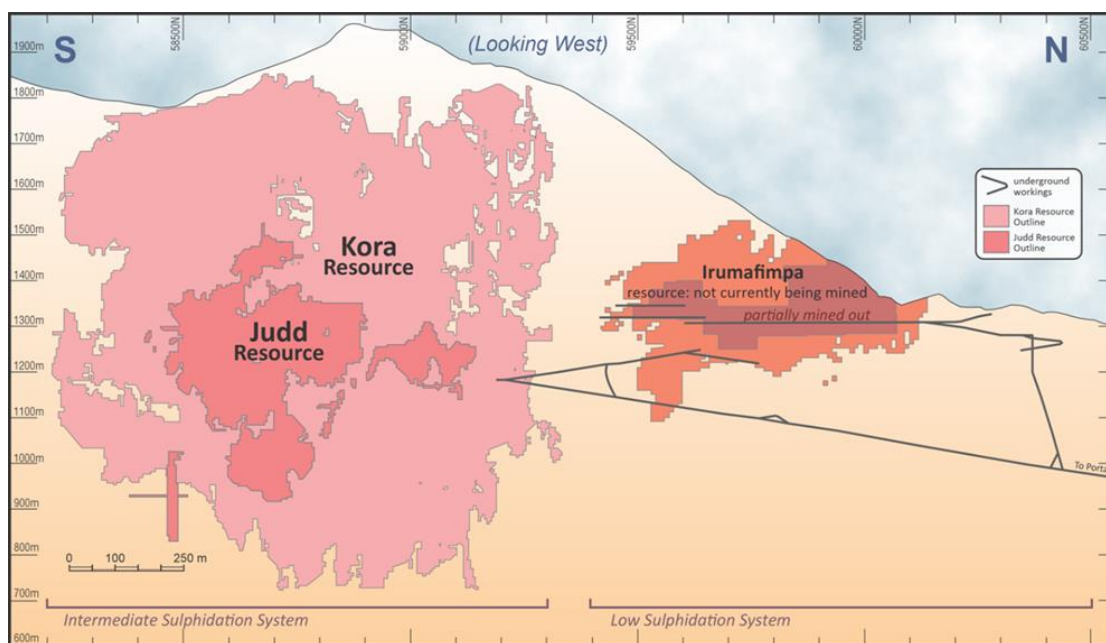 58500N
59000N
59500N
60000N
60500N
S
(Looking West)
N
1900m
1800m
1700m
1600m
1500m
1400m
1300m
1200m
1100m
1000m
900m
800m
700m
600m
underground
workings
Kora Resource
Outline
Judd Resource
Outline
Kora
Resource
Judd
Resource
Irumafimpa
resource: not currently being mined
partially mined out
To Porta
0 100 250 m
Intermediate Sulphidation System
Low Sulphidation System